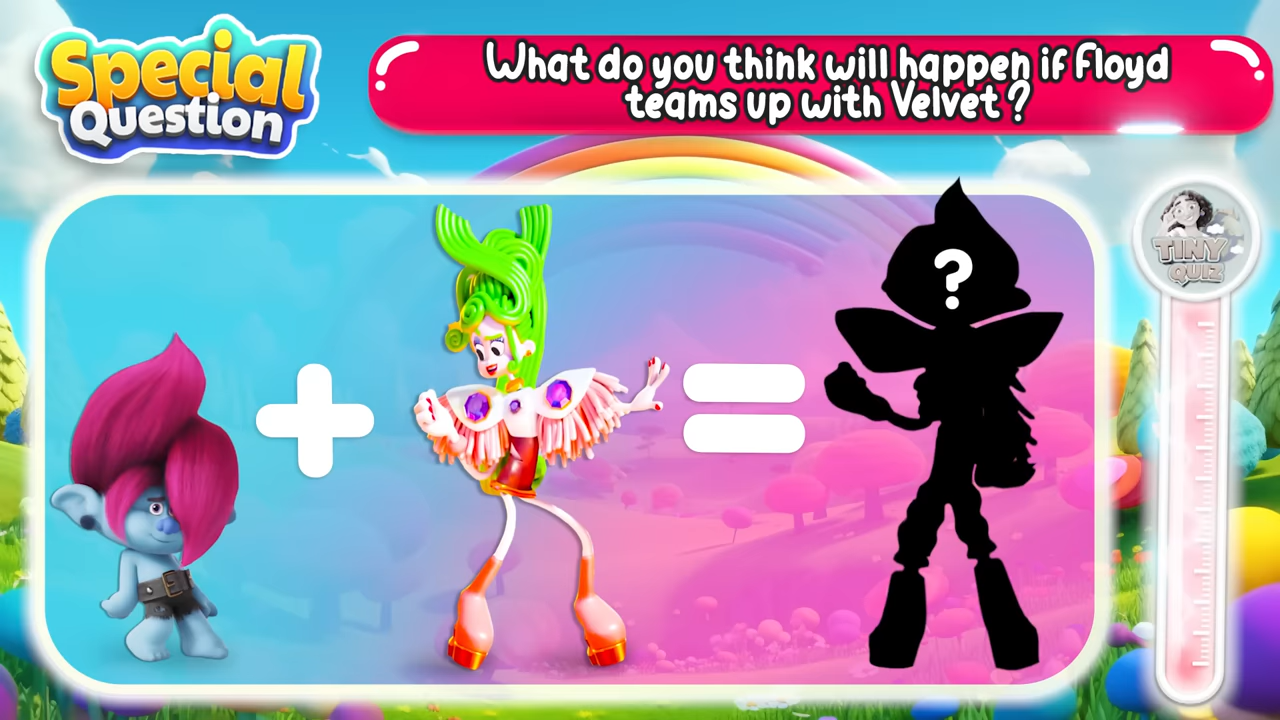 Special
Question
What do you think will happen if Floyd
teams up with Velvet ?
?
TINY
QUIZ